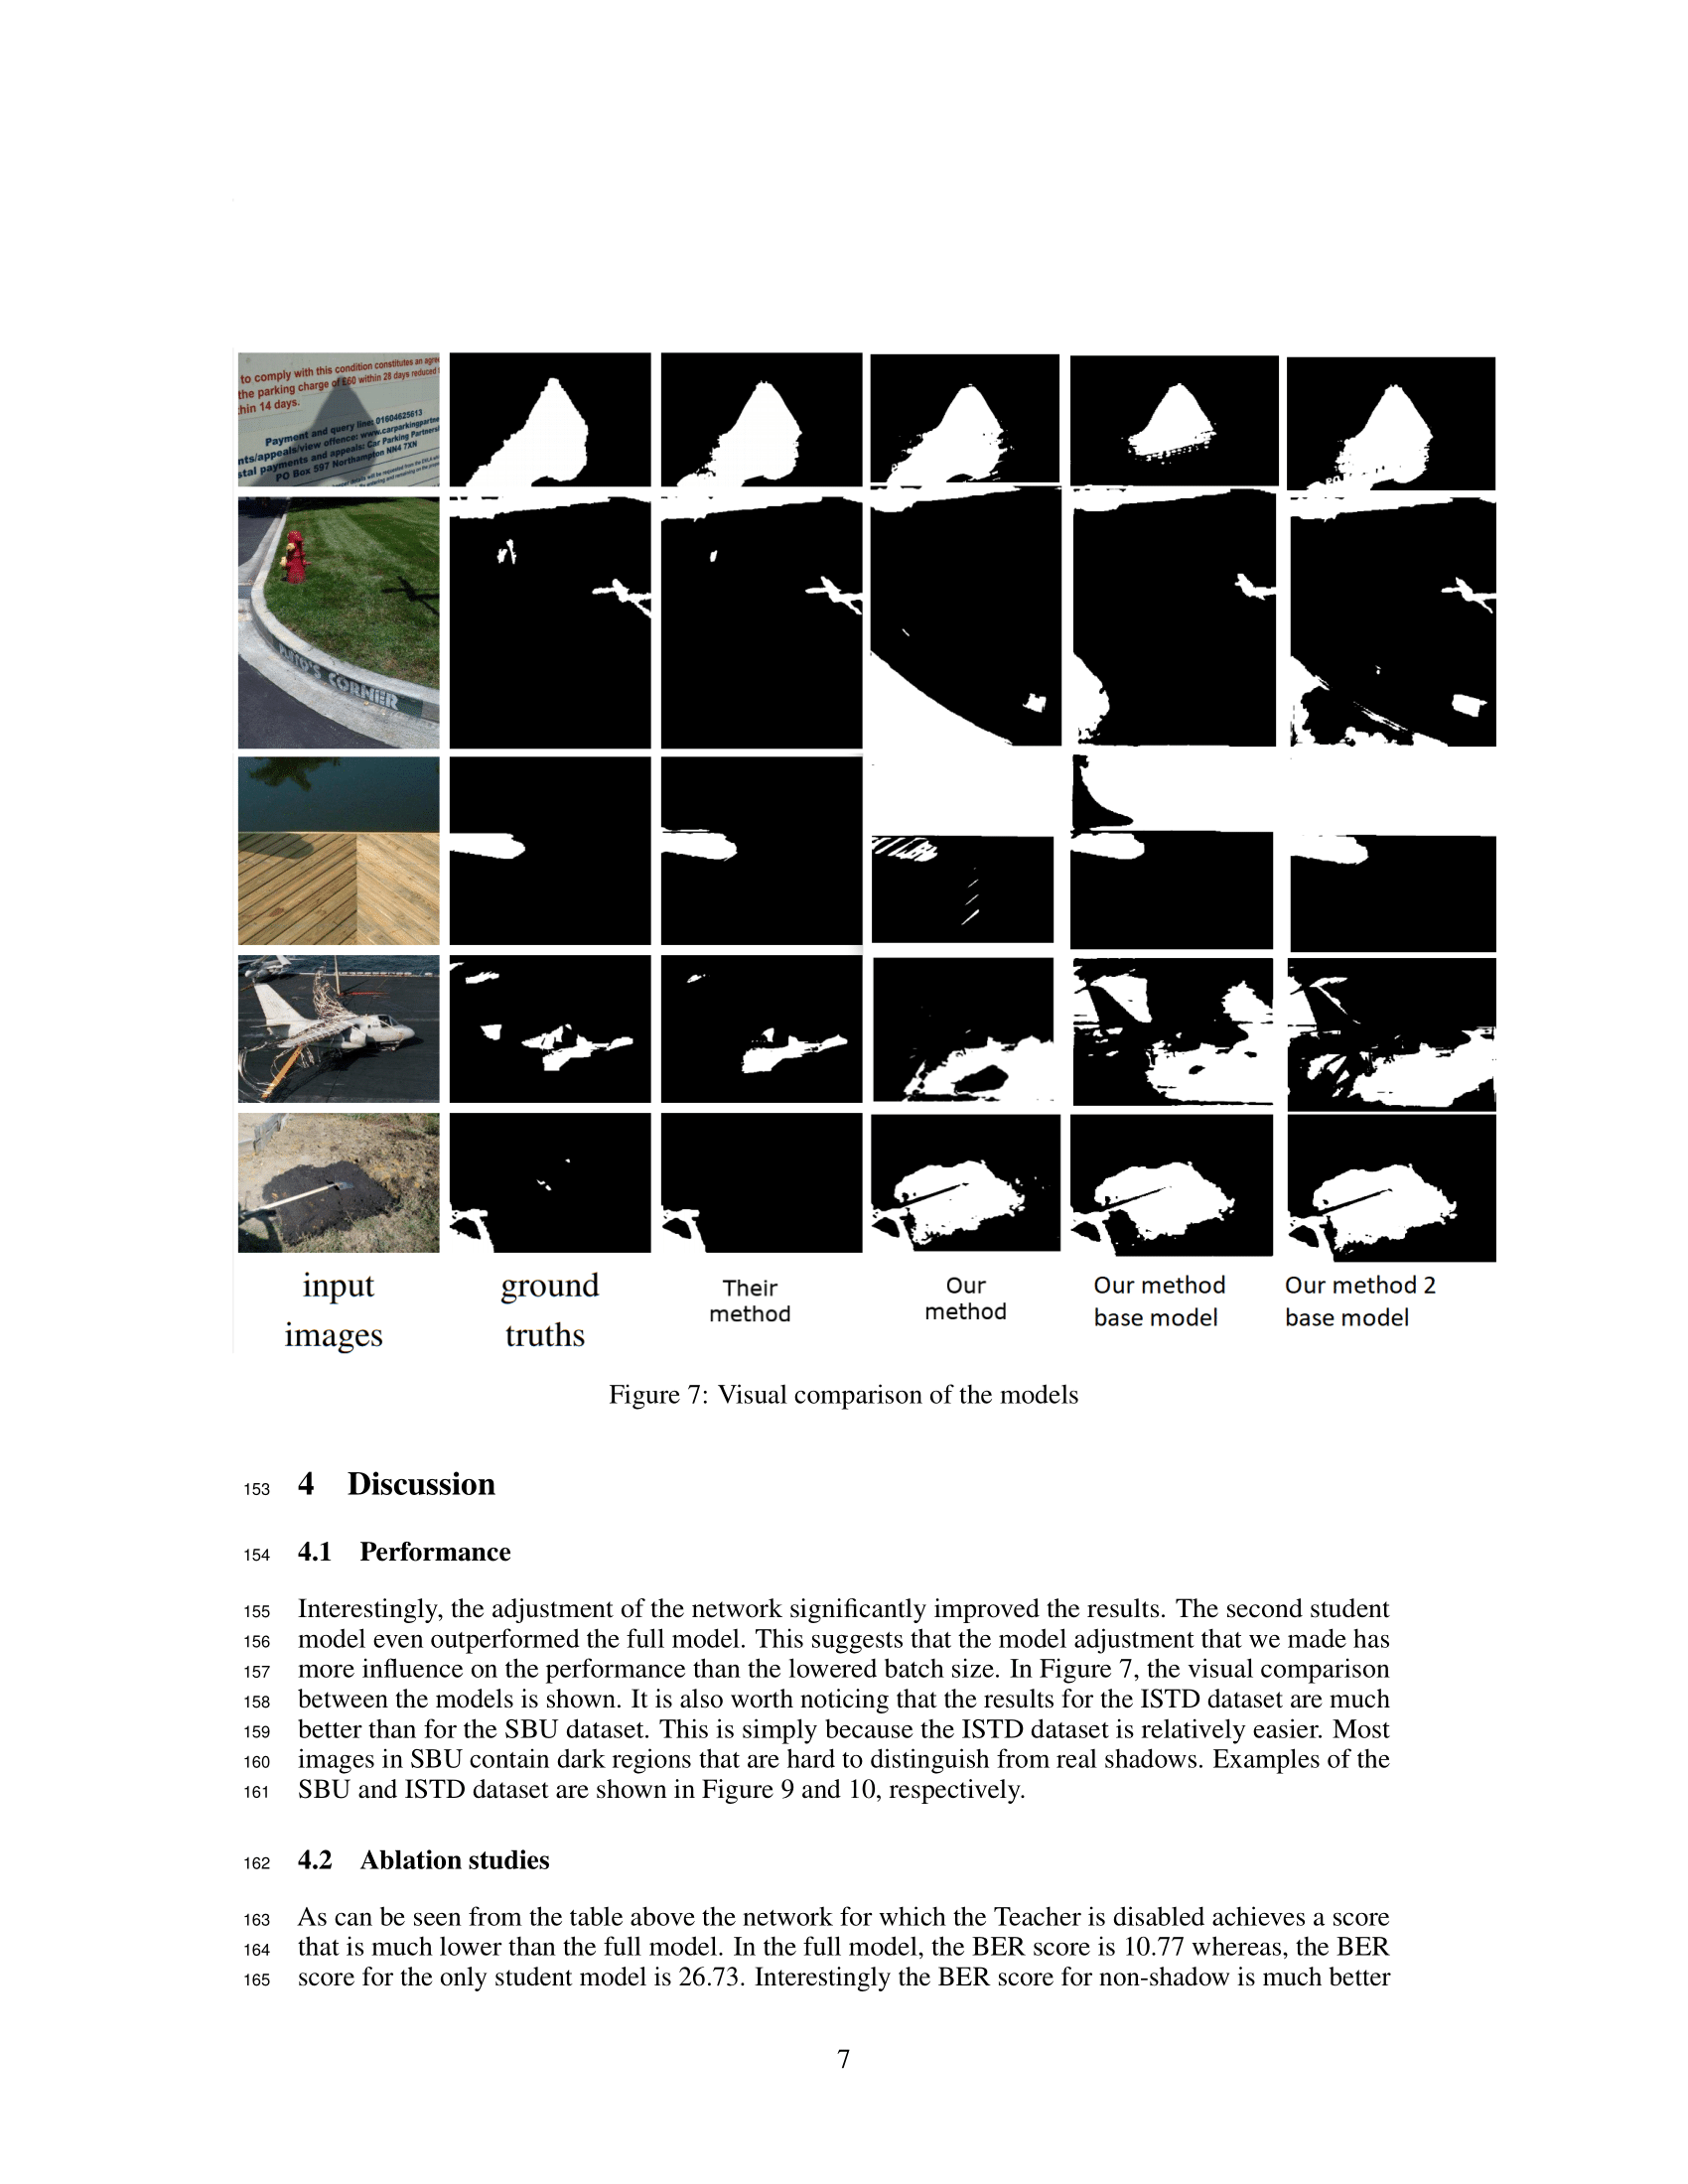 to comply with this condition constitutes an agre
the parking charge of £60 within 28 days reduced
hin 14 days.
Payment and query line: 01604625613
nts/appeals/view offence: www.carparkingpartne
stal payments and appeals: Car Parking Partners
PO Box 597 Northampton NN4 7XN
PLUTO'S CORNER
input
images
ground
truths
Their
method
Our
method
Our method
base model
Our method 2
base model
Figure 7: Visual comparison of the models
153 4 Discussion
154 4.1 Performance
155 Interestingly, the adjustment of the network significantly improved the results. The second student
156 model even outperformed the full model. This suggests that the model adjustment that we made has
157 more influence on the performance than the lowered batch size. In Figure 7, the visual comparison
158 between the models is shown. It is also worth noticing that the results for the ISTD dataset are much
159 better than for the SBU dataset. This is simply because the ISTD dataset is relatively easier. Most
160 images in SBU contain dark regions that are hard to distinguish from real shadows. Examples of the
161 SBU and ISTD dataset are shown in Figure 9 and 10, respectively.
162 4.2 Ablation studies
163 As can be seen from the table above the network for which the Teacher is disabled achieves a score
164 that is much lower than the full model. In the full model, the BER score is 10.77 whereas, the BER
165 score for the only student model is 26.73. Interestingly the BER score for non-shadow is much better
7